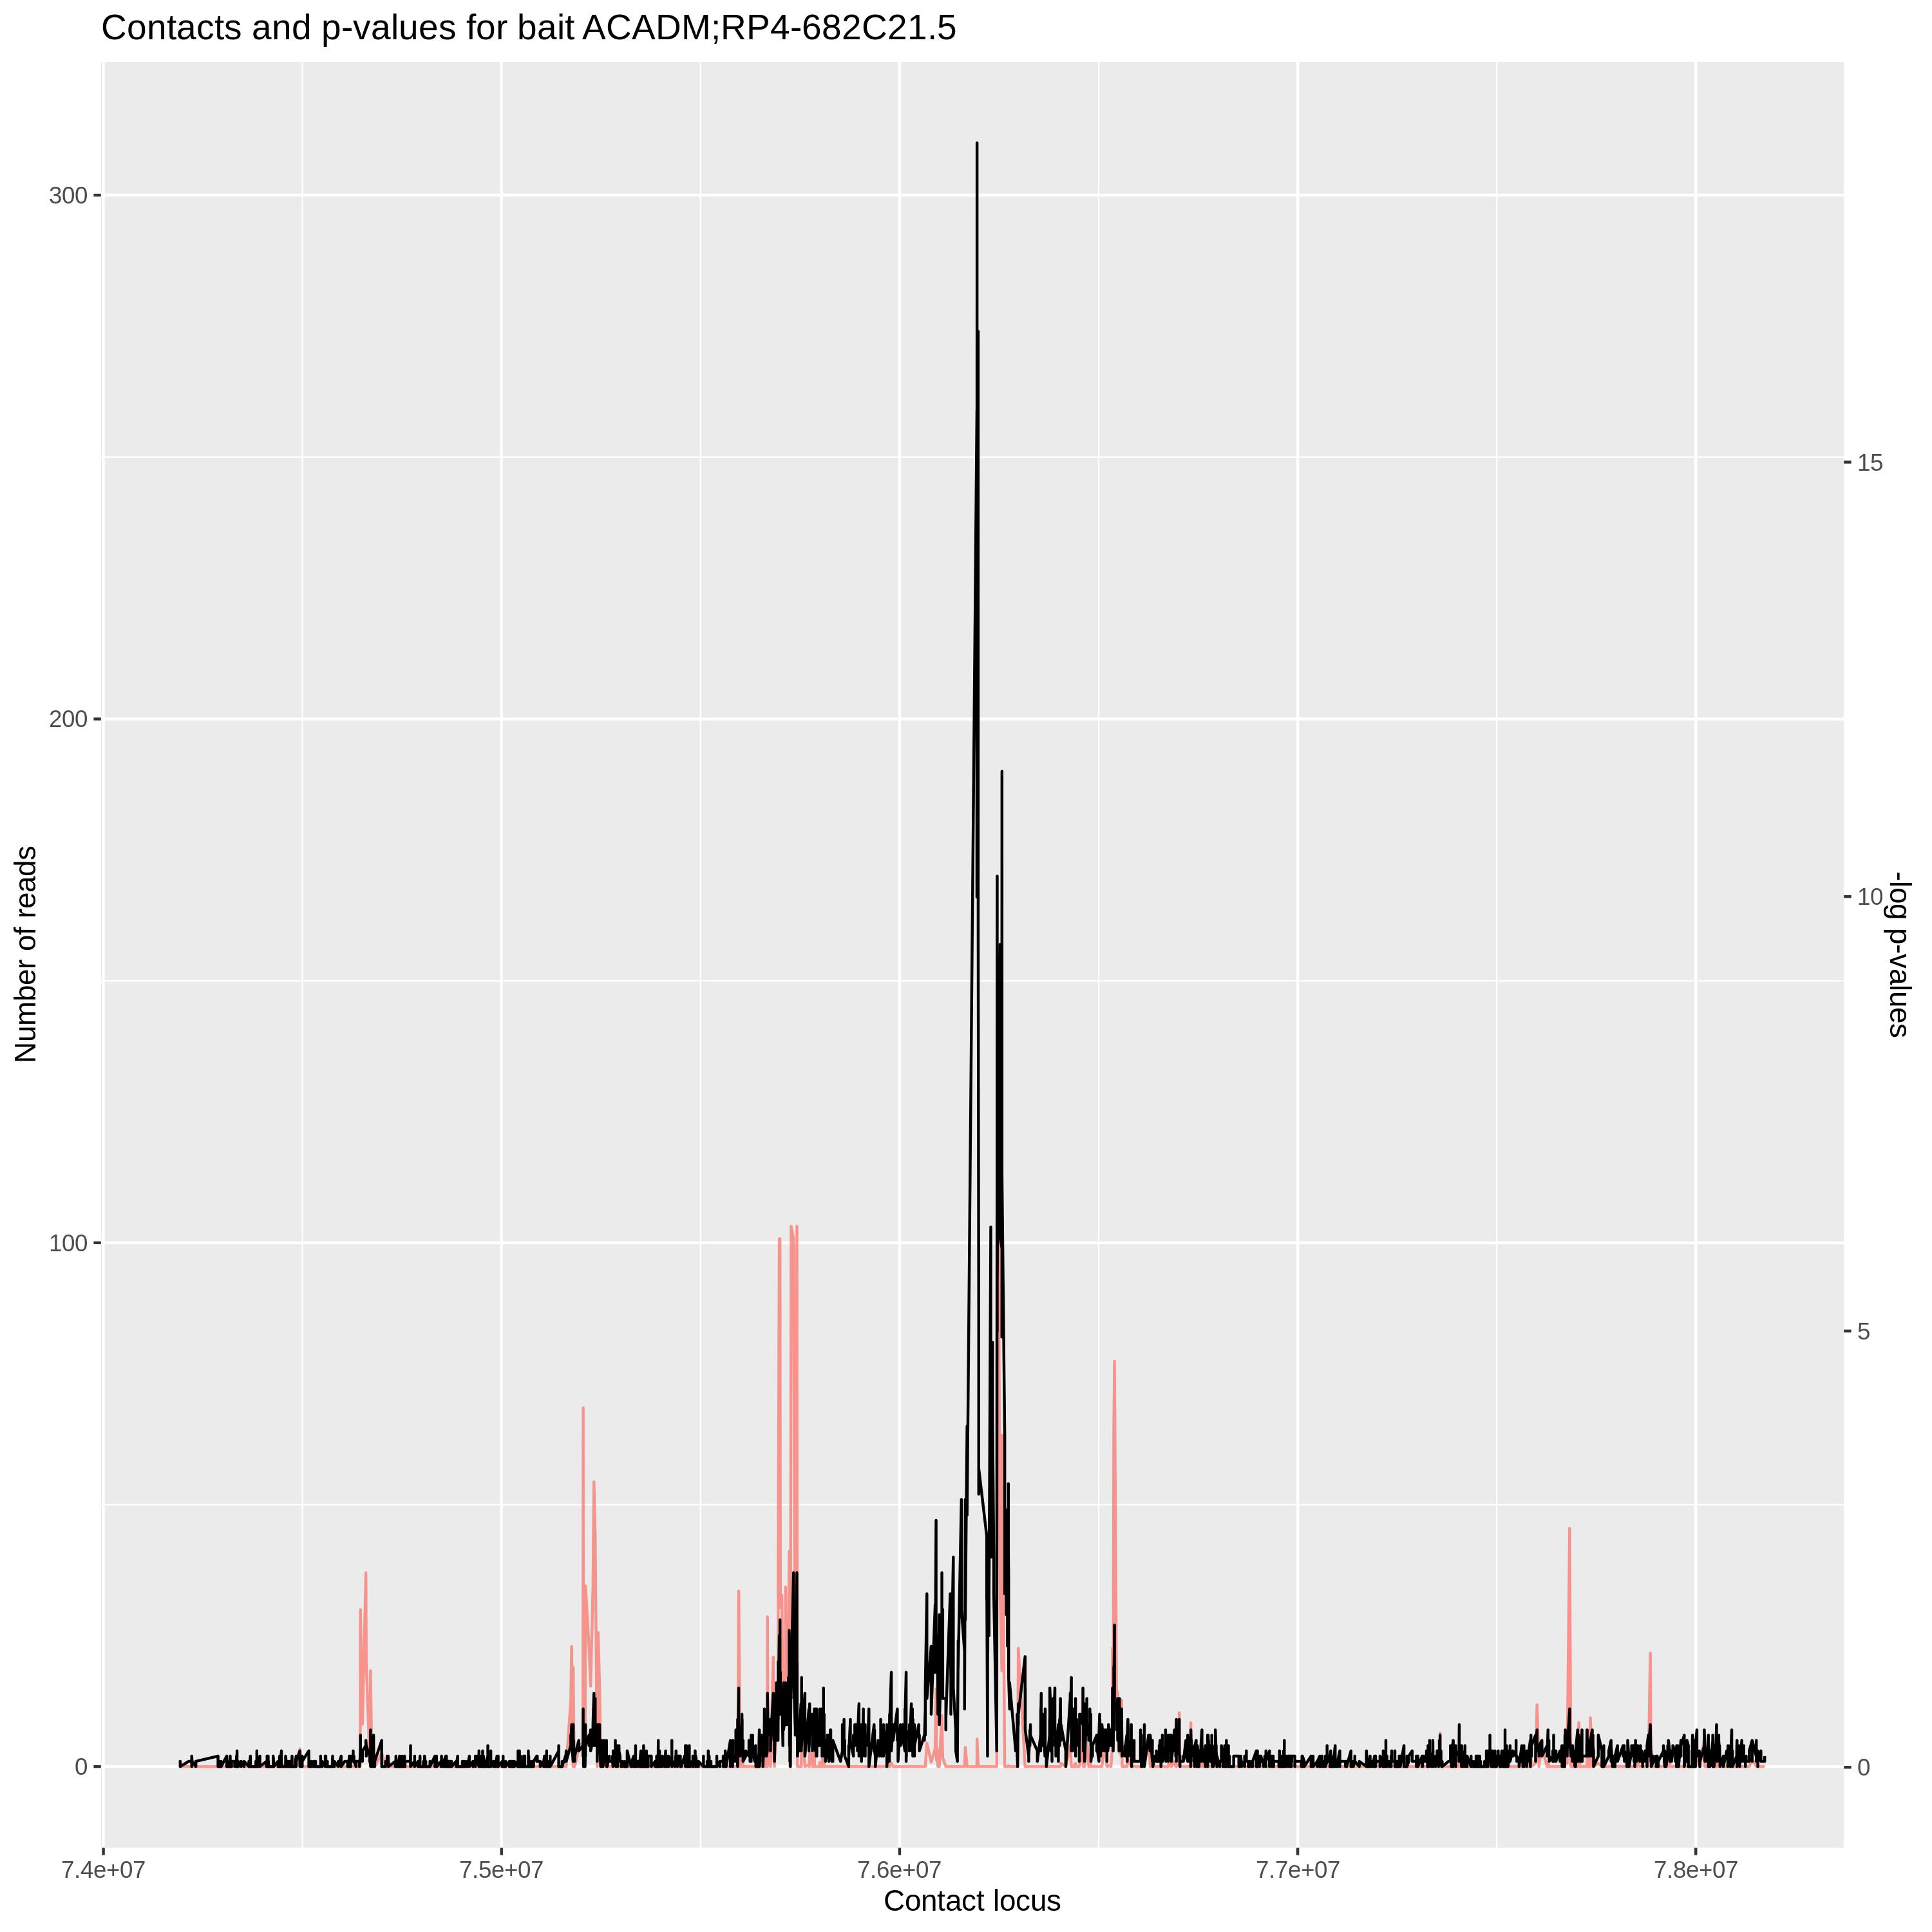 Contacts and p-values for bait ACADM;RP4-682C21.5
Number of reads
300
200
100
0
15
10
5
0
-log p-values
7.4e+07
7.5e+07
7.6e+07
7.7e+07
7.8e+07
Contact locus